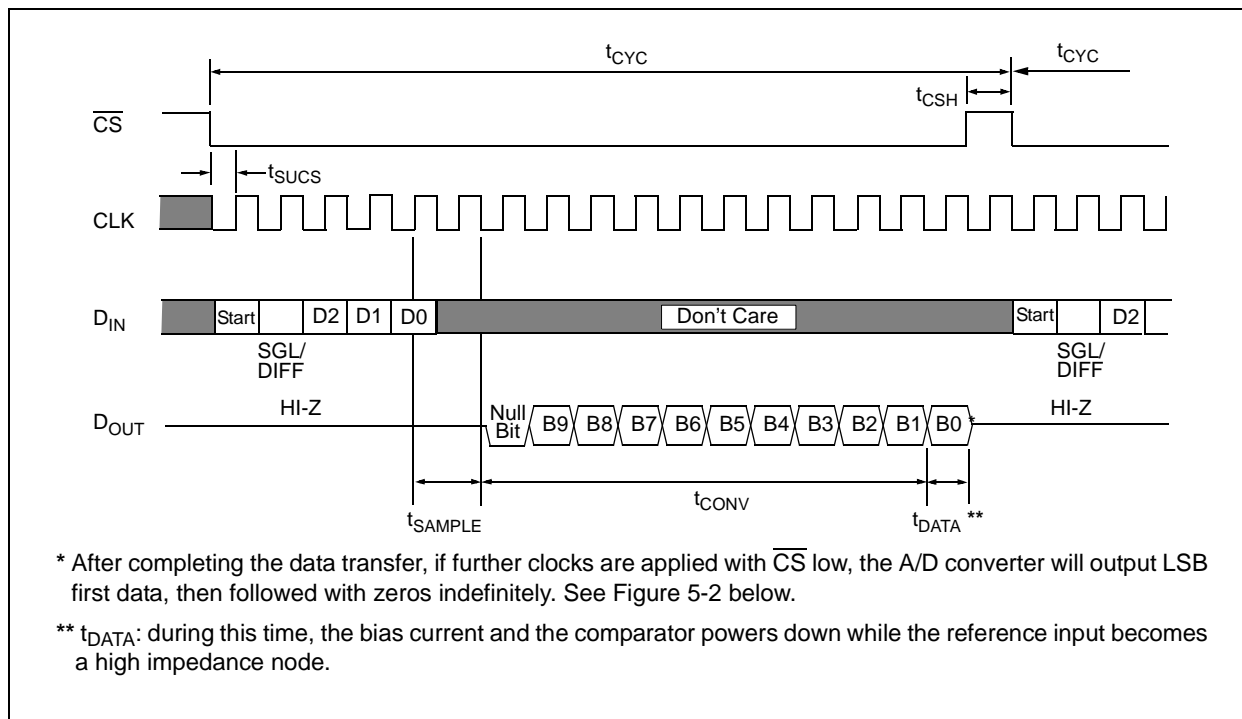 tCYC
tCYC
tCSH
CS
tSUCS
CLK
DIN
Start
D2
D1
D0
Don't Care
Start
D2
SGL/
DIFF
SGL/
DIFF
HI-Z
HI-Z
DOUT
Null
Bit
B9
B8
B7
B6
B5
B4
B3
B2
B1
B0
*
tSAMPLE
tCONV
tDATA **
* After completing the data transfer, if further clocks are applied with CS low, the A/D converter will output LSB
first data, then followed with zeros indefinitely. See Figure 5-2 below.
** tDATA: during this time, the bias current and the comparator powers down while the reference input becomes
a high impedance node.